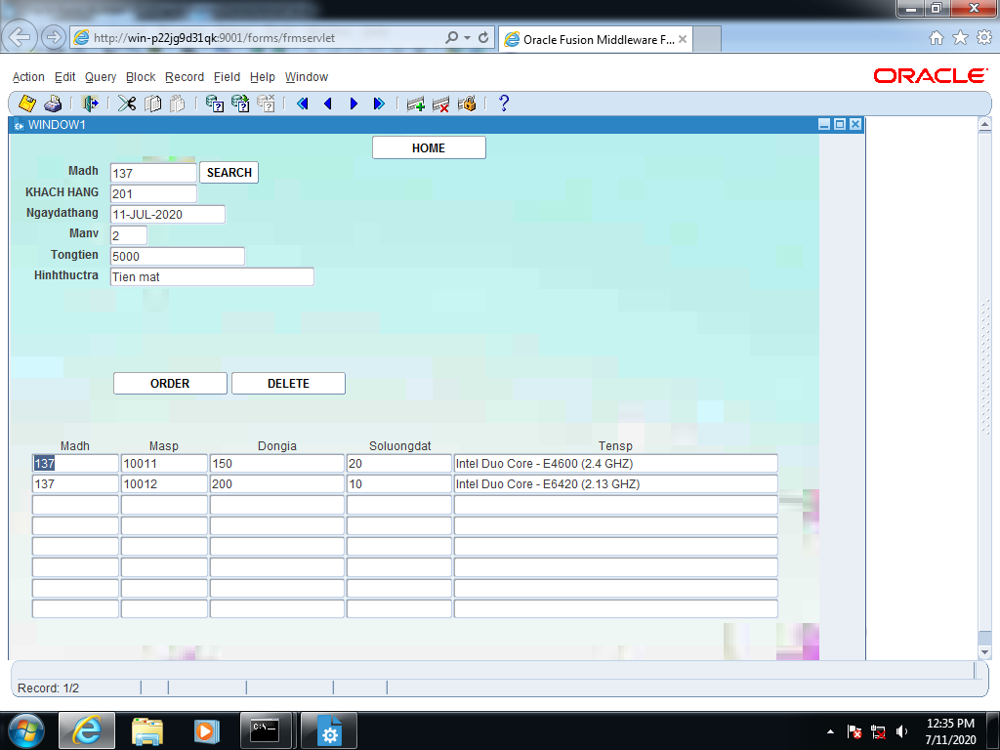 http://win-p22jg9d31qk:9001/forms/frmservlet
Oracle Fusion Middleware F...
Action Edit Query Block Record Field Help Window
ORACLE
WINDOW1
HOME
Madh 137 SEARCH
KHACH HANG 201
Ngaydathang 11-JUL-2020
Manv 2
Tongtien 5000
Hinhthuctra Tien mat
ORDER DELETE
Madh Masp Dongia Soluongdat Tensp
137 10011 150 20 Intel Duo Core - E4600 (2.4 GHZ)
137 10012 200 10 Intel Duo Core - E6420 (2.13 GHZ)
Record: 1/2
C:\_
12:35 PM
7/11/2020